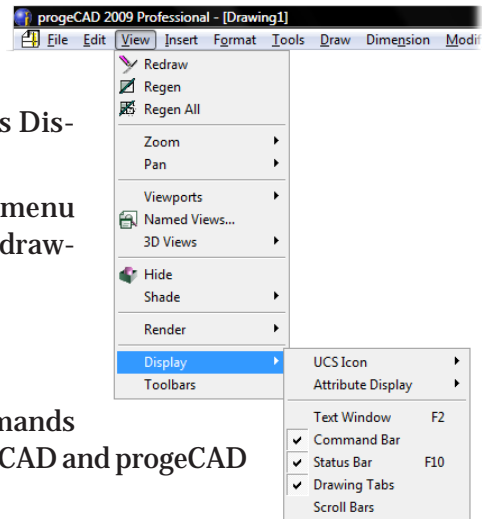 progeCAD 2009 Professional - [Drawing1]
File Edit View Insert Format Tools Draw Dimension Modif
Redraw
Regen
Regen All
s Dis-
Zoom
Pan
menu
draw-
Viewports
Named Views...
3D Views
Hide
Shade
Render
Display
Toolbars
UCS Icon
Attribute Display
Text Window F2
Command Bar
Status Bar F10
Drawing Tabs
Scroll Bars
mands
CAD and progeCAD